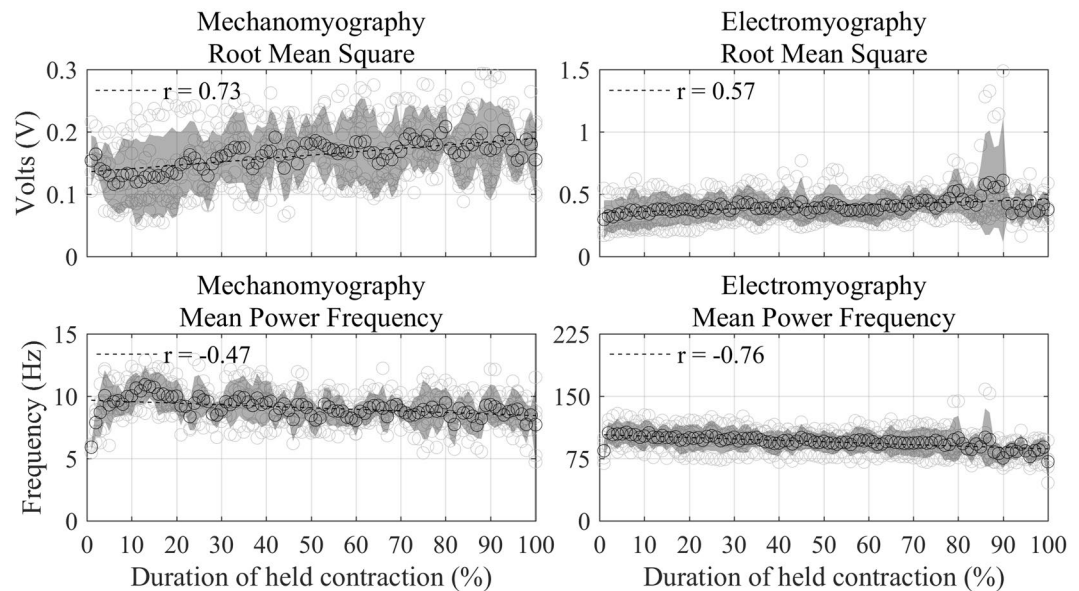 Mechanomyography
Root Mean Square
Electromyography
Root Mean Square
Volts (V)
0.3
0.2
0.1
0
r = 0.73
1.5
1
0.5
0
r = 0.57
Mechanomyography
Mean Power Frequency
Electromyography
Mean Power Frequency
Frequency (Hz)
15
10
5
0
r = -0.47
225
150
75
0
r = -0.76
0 10 20 30 40 50 60 70 80 90 100
0 10 20 30 40 50 60 70 80 90 100
Duration of held contraction (%)
Duration of held contraction (%)